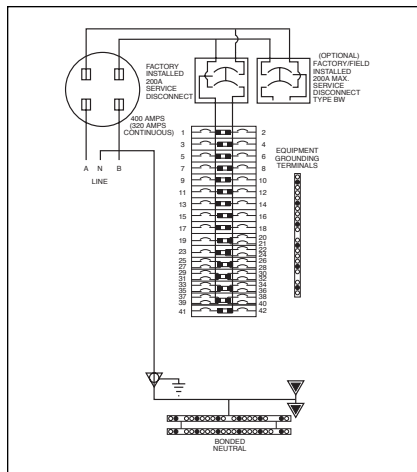 FACTORY
INSTALLED
200A
SERVICE
DISCONNECT
(OPTIONAL)
FACTORY/FIELD
INSTALLED
200A MAX.
SERVICE
DISCONNECT
TYPE BW
400 AMPS
(320 AMPS
CONTINUOUS)
A N B
LINE
EQUIPMENT
GROUNDING
TERMINALS
1 2
3 4
5 6
7 8
9 10
11 12
13 14
15 16
17 18
19 20
21
22
23 24
25 26
27 28
29 30
31 32
33 34
35 36
37 38
39 40
41 42
BONDED
NEUTRAL